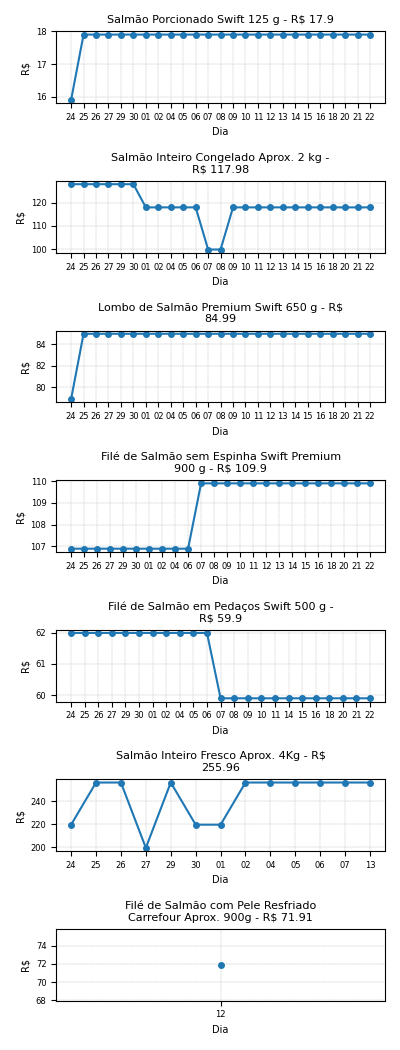 Salmão Porcionado Swift 125 g - R$ 17.9
18
17
16
R$
24 25 26 27 29 30 01 02 04 05 06 07 08 09 10 11 12 13 14 15 16 18 19 20 21 22
Dia
Salmão Inteiro Congelado Aprox. 2 kg -
R$ 117.98
120
110
100
R$
24 25 26 27 29 30 01 02 04 05 06 07 08 09 10 11 12 13 14 15 16 18 19 20 21 22
Dia
Lombo de Salmão Premium Swift 650 g - R$
84.99
84
82
80
R$
24 25 26 27 29 30 01 02 04 05 06 07 08 09 10 11 12 13 14 15 16 18 19 20 21 22
Dia
Filé de Salmão sem Espinha Swift Premium
900 g - R$ 109.9
110
109
108
107
R$
24 25 26 27 29 30 01 02 04 06 07 08 09 10 11 12 13 14 15 16 18 19 20 21 22
Dia
Filé de Salmão em Pedaços Swift 500 g -
R$ 59.9
62
61
60
R$
24 25 26 27 29 30 01 02 04 05 06 07 08 09 10 11 14 15 16 18 20 21 22
Dia
Salmão Inteiro Fresco Aprox. 4Kg - R$
255.96
240
220
200
R$
24 25 26 27 29 30 01 02 04 05 06 07 13
Dia
Filé de Salmão com Pele Resfriado
Carrefour Aprox. 900g - R$ 71.91
74
72
70
68
R$
12
Dia